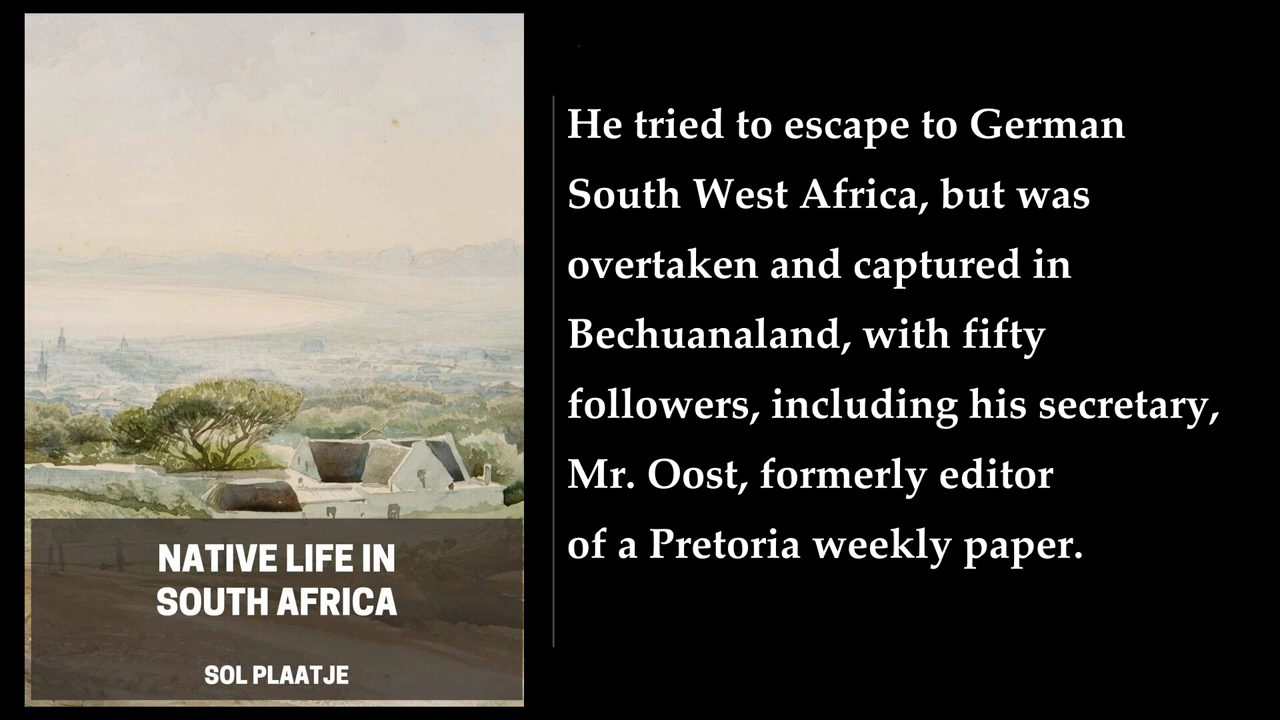 NATIVE LIFE IN
SOUTH AFRICA
SOL PLAATJE
He tried to escape to German
South West Africa, but was
overtaken and captured in
Bechuanaland, with fifty
followers, including his secretary,
Mr. Oost, formerly editor
of a Pretoria weekly paper.